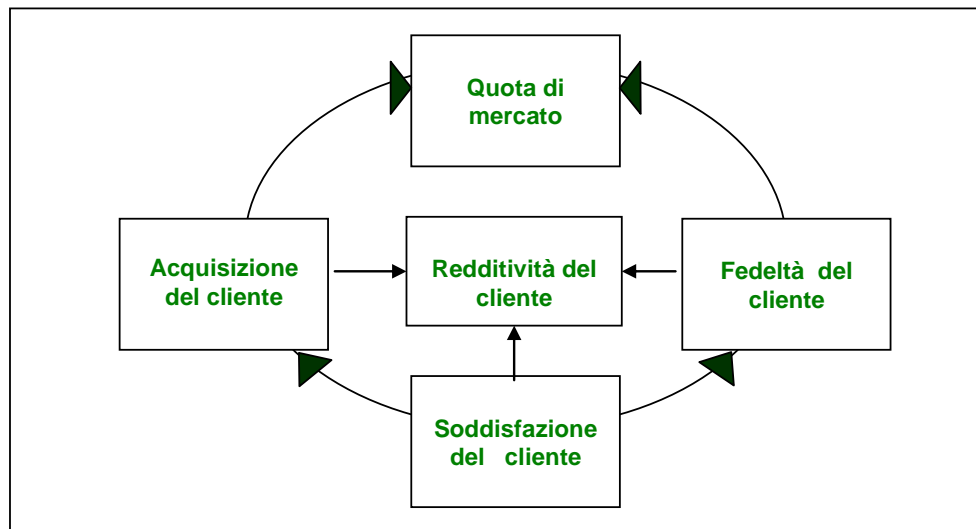 Quota di
mercato
Acquisizione
del cliente
Redditività del
cliente
Fedeltà del
cliente
Soddisfazione
del cliente